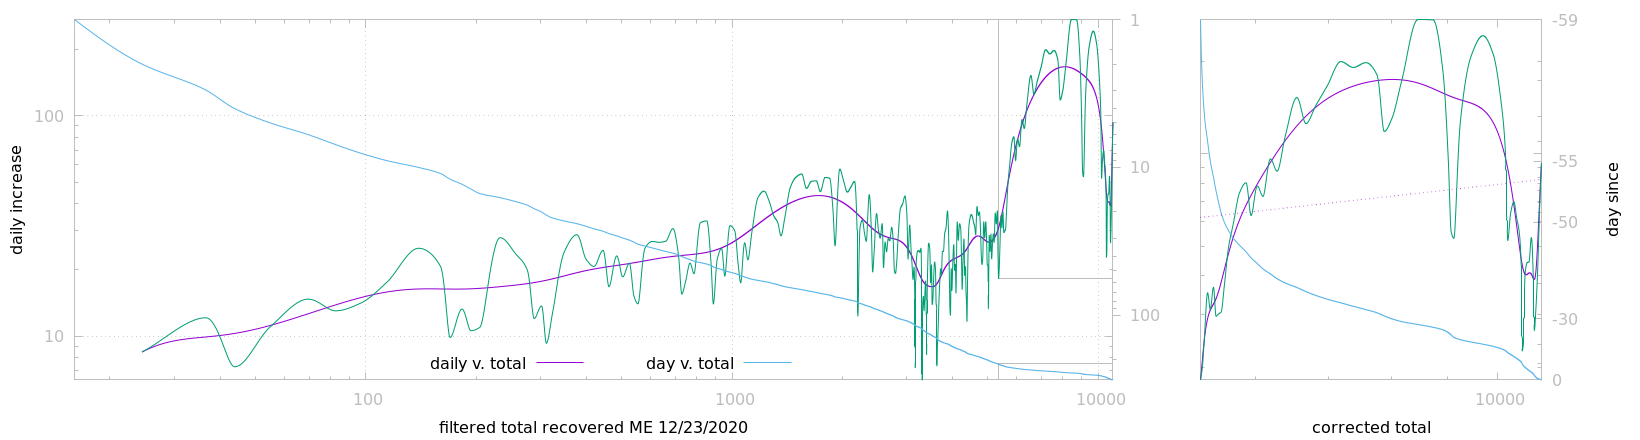 daily increase
100
10
100
1000
10000
1
10
100
daily v. total
day v. total
filtered total recovered ME 12/23/2020
10000
corrected total
-59
-55
-50
-30
0
day since